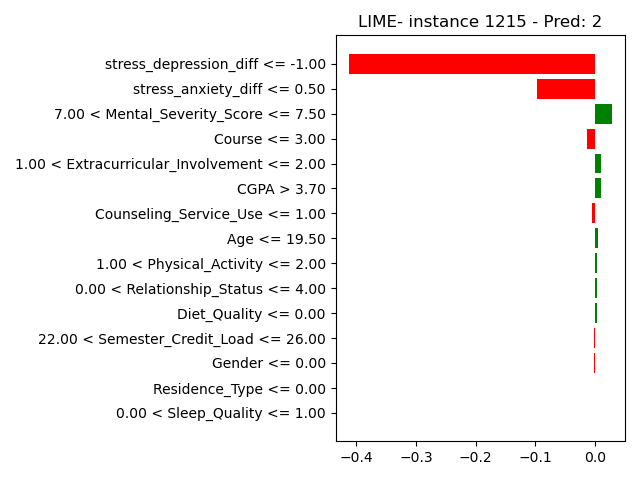 LIME- instance 1215 - Pred: 2
stress_depression_diff <= -1.00
stress_anxiety_diff <= 0.50
7.00 < Mental_Severity_Score <= 7.50
Course <= 3.00
1.00 < Extracurricular_Involvement <= 2.00
CGPA > 3.70
Counseling_Service_Use <= 1.00
Age <= 19.50
1.00 < Physical_Activity <= 2.00
0.00 < Relationship_Status <= 4.00
Diet_Quality <= 0.00
22.00 < Semester_Credit_Load <= 26.00
Gender <= 0.00
Residence_Type <= 0.00
0.00 < Sleep_Quality <= 1.00
−0.4 −0.3 −0.2 −0.1 0.0